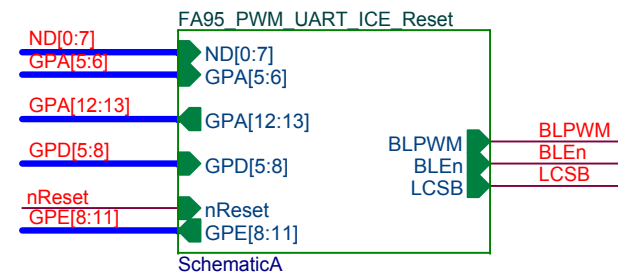 FA95_PWM_UART_ICE_Reset
ND[0:7]
ND[0:7]
GPA[5:6]
GPA[5:6]
GPA[12:13]
GPA[12:13]
BLPWM
BLPWM
GPD[5:8]
GPD[5:8]
BLEn
BLEn
LCSB
LCSB
nReset
nReset
GPE[8:11]
GPE[8:11]
SchematicA